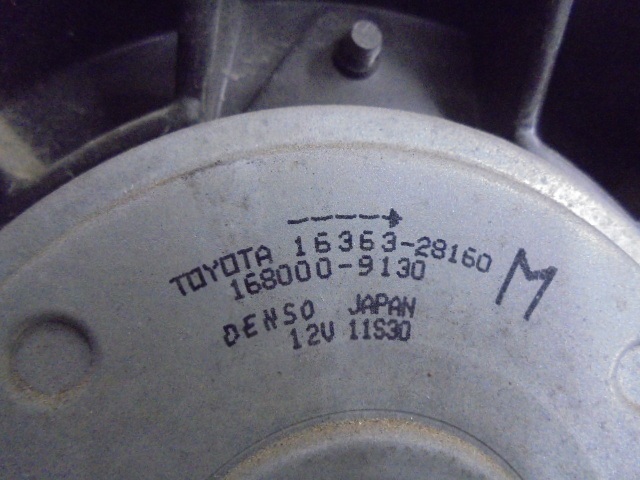 TOYOTA 16363-28160
168000-9130
M
DENSO JAPAN
12V 11S30